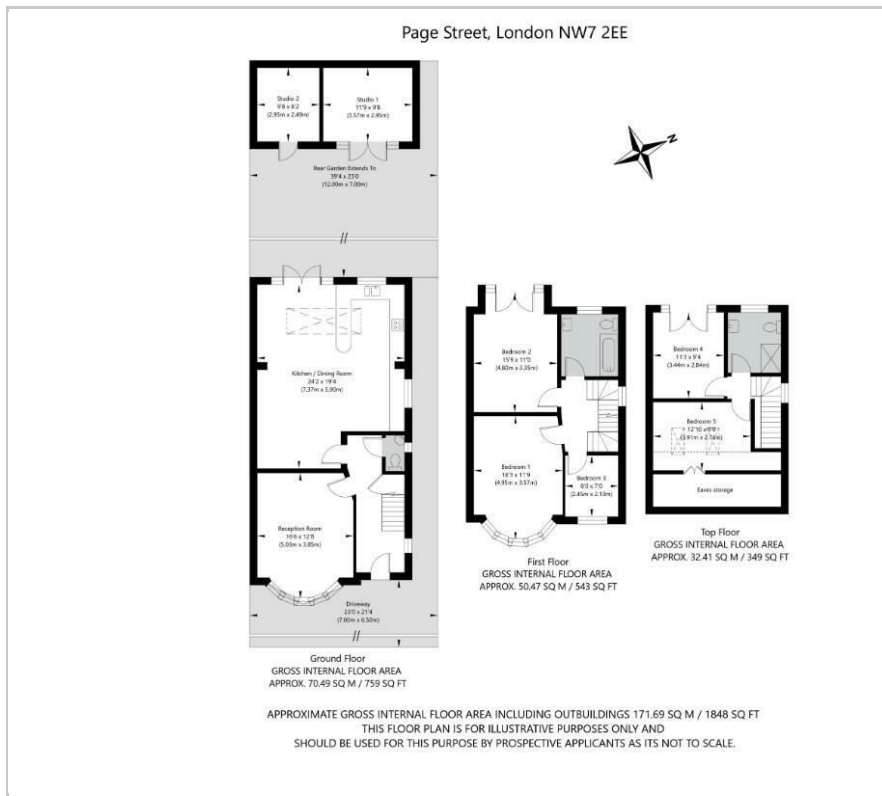 Page Street, London NW7 2EE
Studio 2
9'8 x 8'2
(2.95m x 2.49m)
Studio 1
11'9 x 9'8
(3.57m x 2.95m)
N
Rear Garden Extends To
39'4 x 23'0
(12.00m x 7.00m)
Kitchen / Dining Room
24'2 x 19'4
(7.37m x 5.90m)
Reception Room
16'6 x 12'8
(5.03m x 3.85m)
Driveway
23'0 x 21'4
(7.00m x 6.50m)
Ground Floor
GROSS INTERNAL FLOOR AREA
APPROX. 70.49 SQ M / 759 SQ FT
Bedroom 2
15'9 x 11'0
(4.80m x 3.35m)
Bedroom 1
16'3 x 11'9
(4.95m x 3.57m)
Bedroom 3
8'0 x 7'0
(2.45m x 2.13m)
First Floor
GROSS INTERNAL FLOOR AREA
APPROX. 50.47 SQ M / 543 SQ FT
Bedroom 4
11'3 x 9'4
(3.44m x 2.84m)
Bedroom 5
12'10 x
(3.91m x
Eaves storage
Top Floor
GROSS INTERNAL FLOOR AREA
APPROX. 32.41 SQ M / 349 SQ FT
APPROXIMATE GROSS INTERNAL FLOOR AREA INCLUDING OUTBUILDINGS 171.69 SQ M / 1848 SQ FT
THIS FLOOR PLAN IS FOR ILLUSTRATIVE PURPOSES ONLY AND
SHOULD BE USED FOR THIS PURPOSE BY PROSPECTIVE APPLICANTS AS ITS NOT TO SCALE.